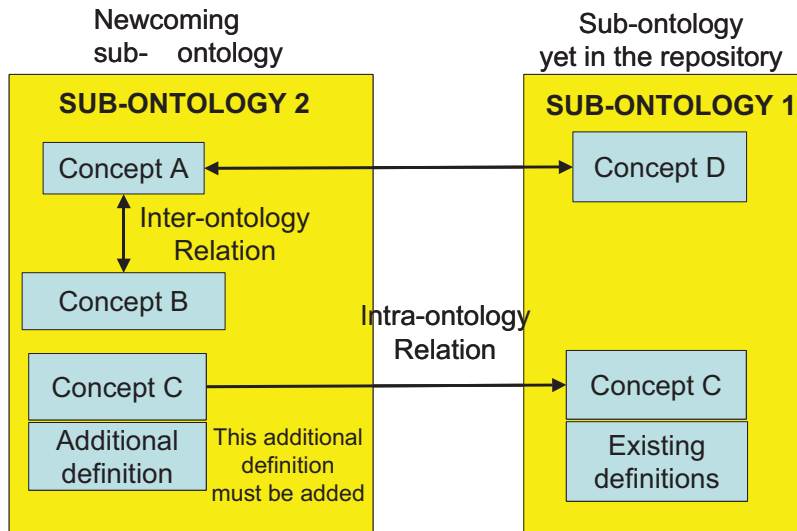 Newcoming
sub- ontology
Sub-ontology
yet in the repository
SUB-ONTOLOGY 2
SUB-ONTOLOGY 1
Concept A
Concept D
Inter-ontology
Relation
Concept B
Intra-ontology
Relation
Concept C
Concept C
Additional
definition
This additional
definition
must be added
Existing
definitions